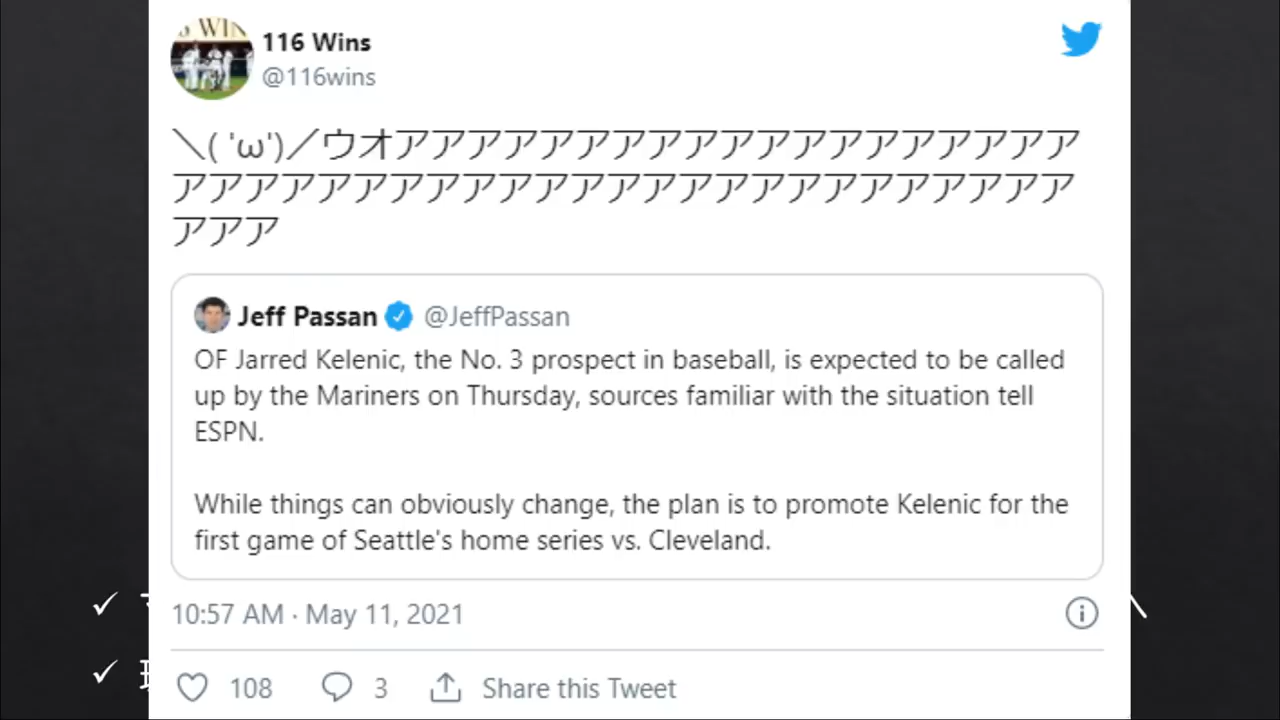 116 Wins
@116wins
＼( 'ω')／ウオアアアアアアアアアアアアアアアアアアア
アアアアアアアアアアアアアアアアアアアアアアアアア
アアア
Jeff Passan @JeffPassan
OF Jarred Kelenic, the No. 3 prospect in baseball, is expected to be called
up by the Mariners on Thursday, sources familiar with the situation tell
ESPN.
While things can obviously change, the plan is to promote Kelenic for the
first game of Seattle's home series vs. Cleveland.
10:57 AM · May 11, 2021
108 3 Share this Tweet